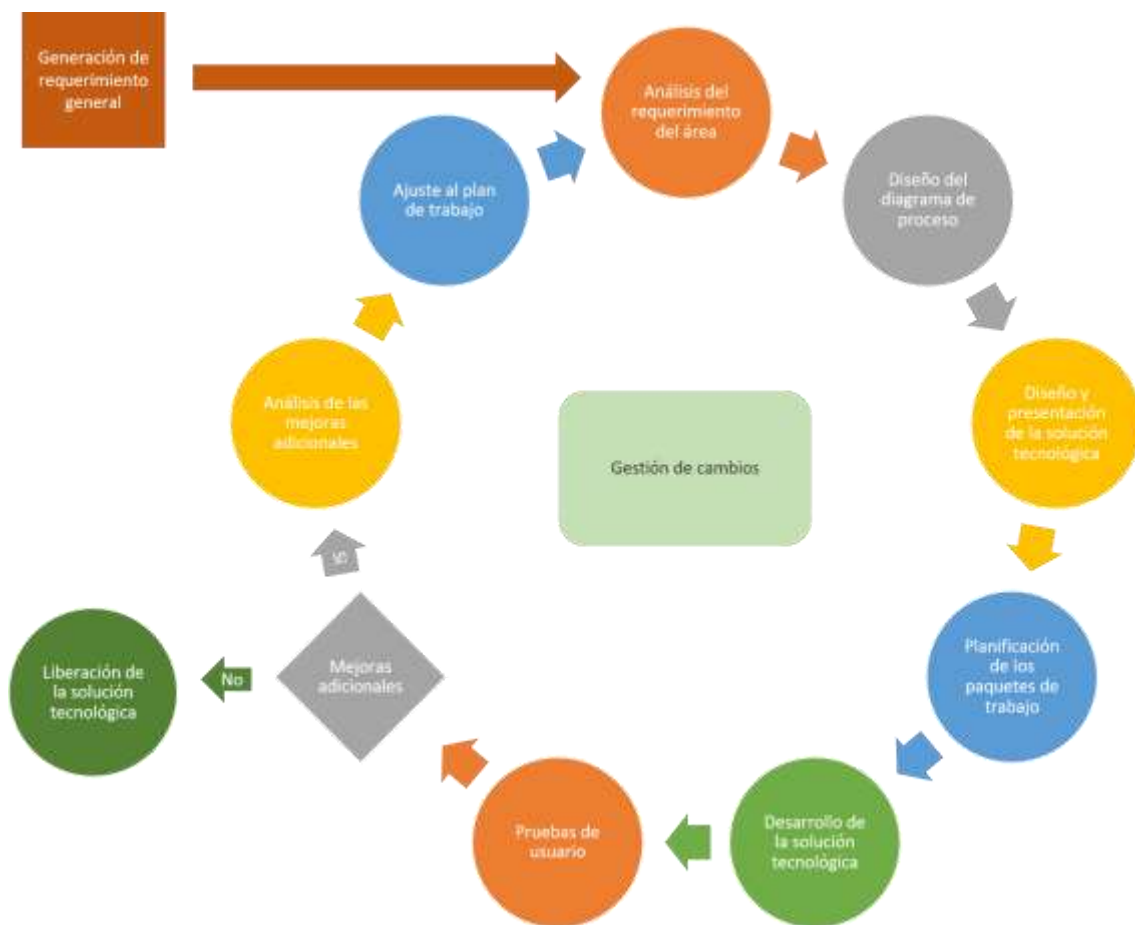 Generación de
requerimiento
general
Análisis del
requerimiento
del área
Diseño del
diagrama de
proceso
Diseño y
presentación
de la solución
tecnológica
Planificación
de los
paquetes de
trabajo
Desarrollo de
la solución
tecnológica
Pruebas de
usuario
Mejoras
adicionales
No
Liberación de
la solución
tecnológica
Sí
Análisis de las
mejoras
adicionales
Ajuste al plan
de trabajo
Gestión de cambios